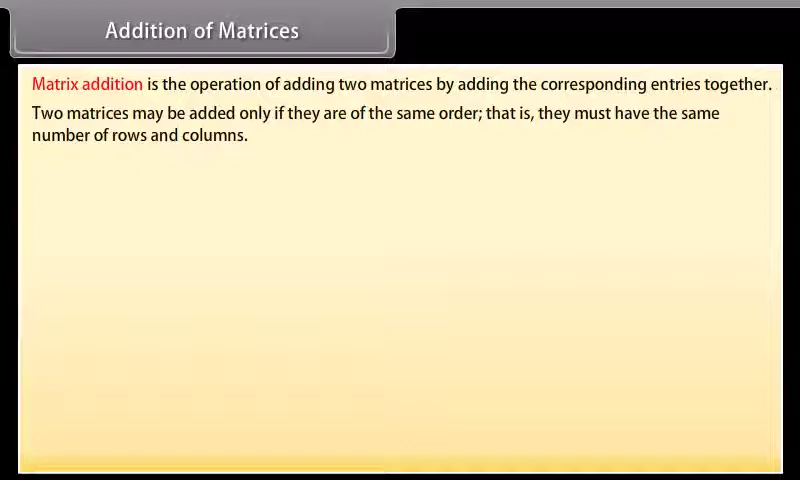 Addition of Matrices
Matrix addition is the operation of adding two matrices by adding the corresponding entries together.
Two matrices may be added only if they are of the same order; that is, they must have the same
number of rows and columns.